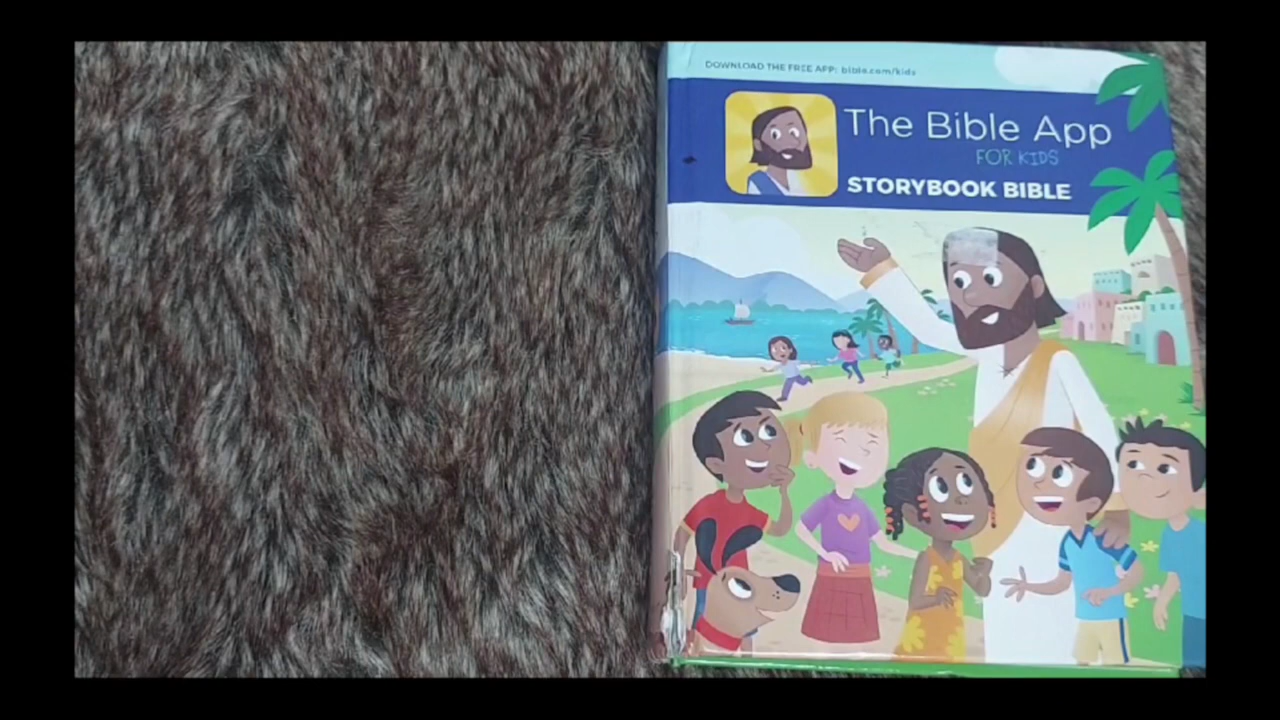 DOWNLOAD THE FREE APP: bible.com/kids
The Bible App
FOR KIDS
STORYBOOK BIBLE